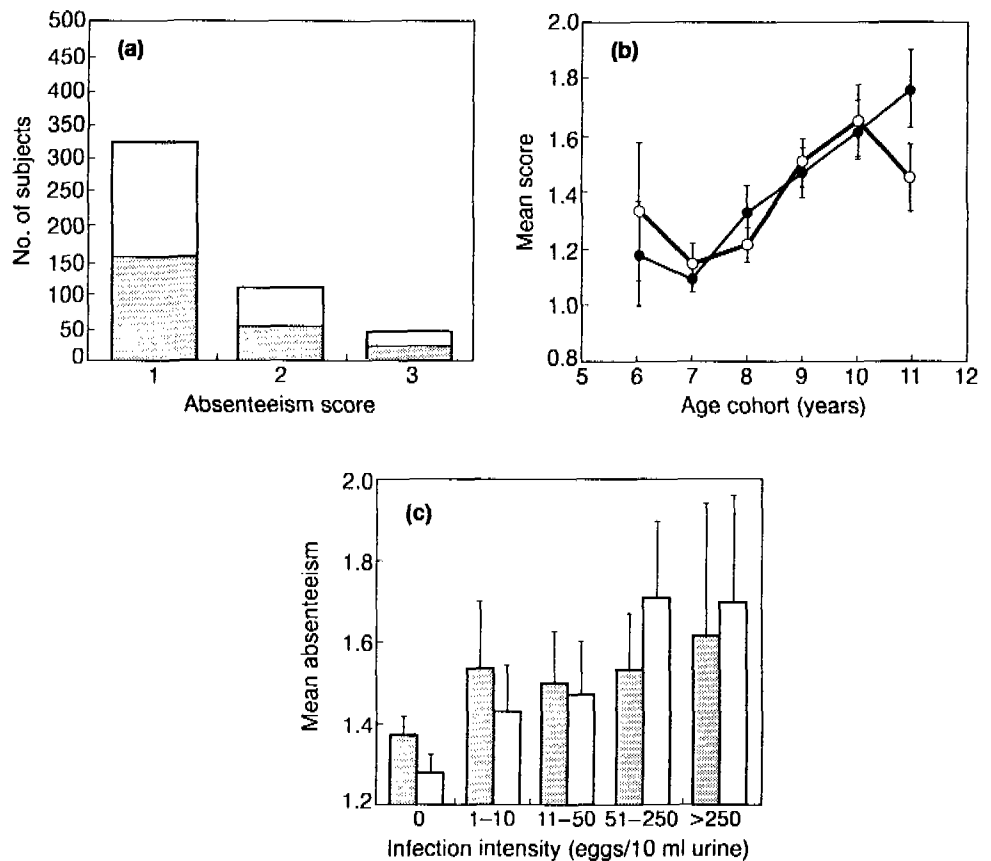 (a)
No. of subjects
500
450
400
350
300
250
200
150
100
50
0
1 2 3
Absenteeism score
(b)
Mean score
2.0
1.8
1.6
1.4
1.2
1.0
0.8
5 6 7 8 9 10 11 12
Age cohort (years)
(c)
Mean absenteeism
2.0
1.8
1.6
1.4
1.2
0 1–10 11–50 51–250 >250
Infection intensity (eggs/10 ml urine)